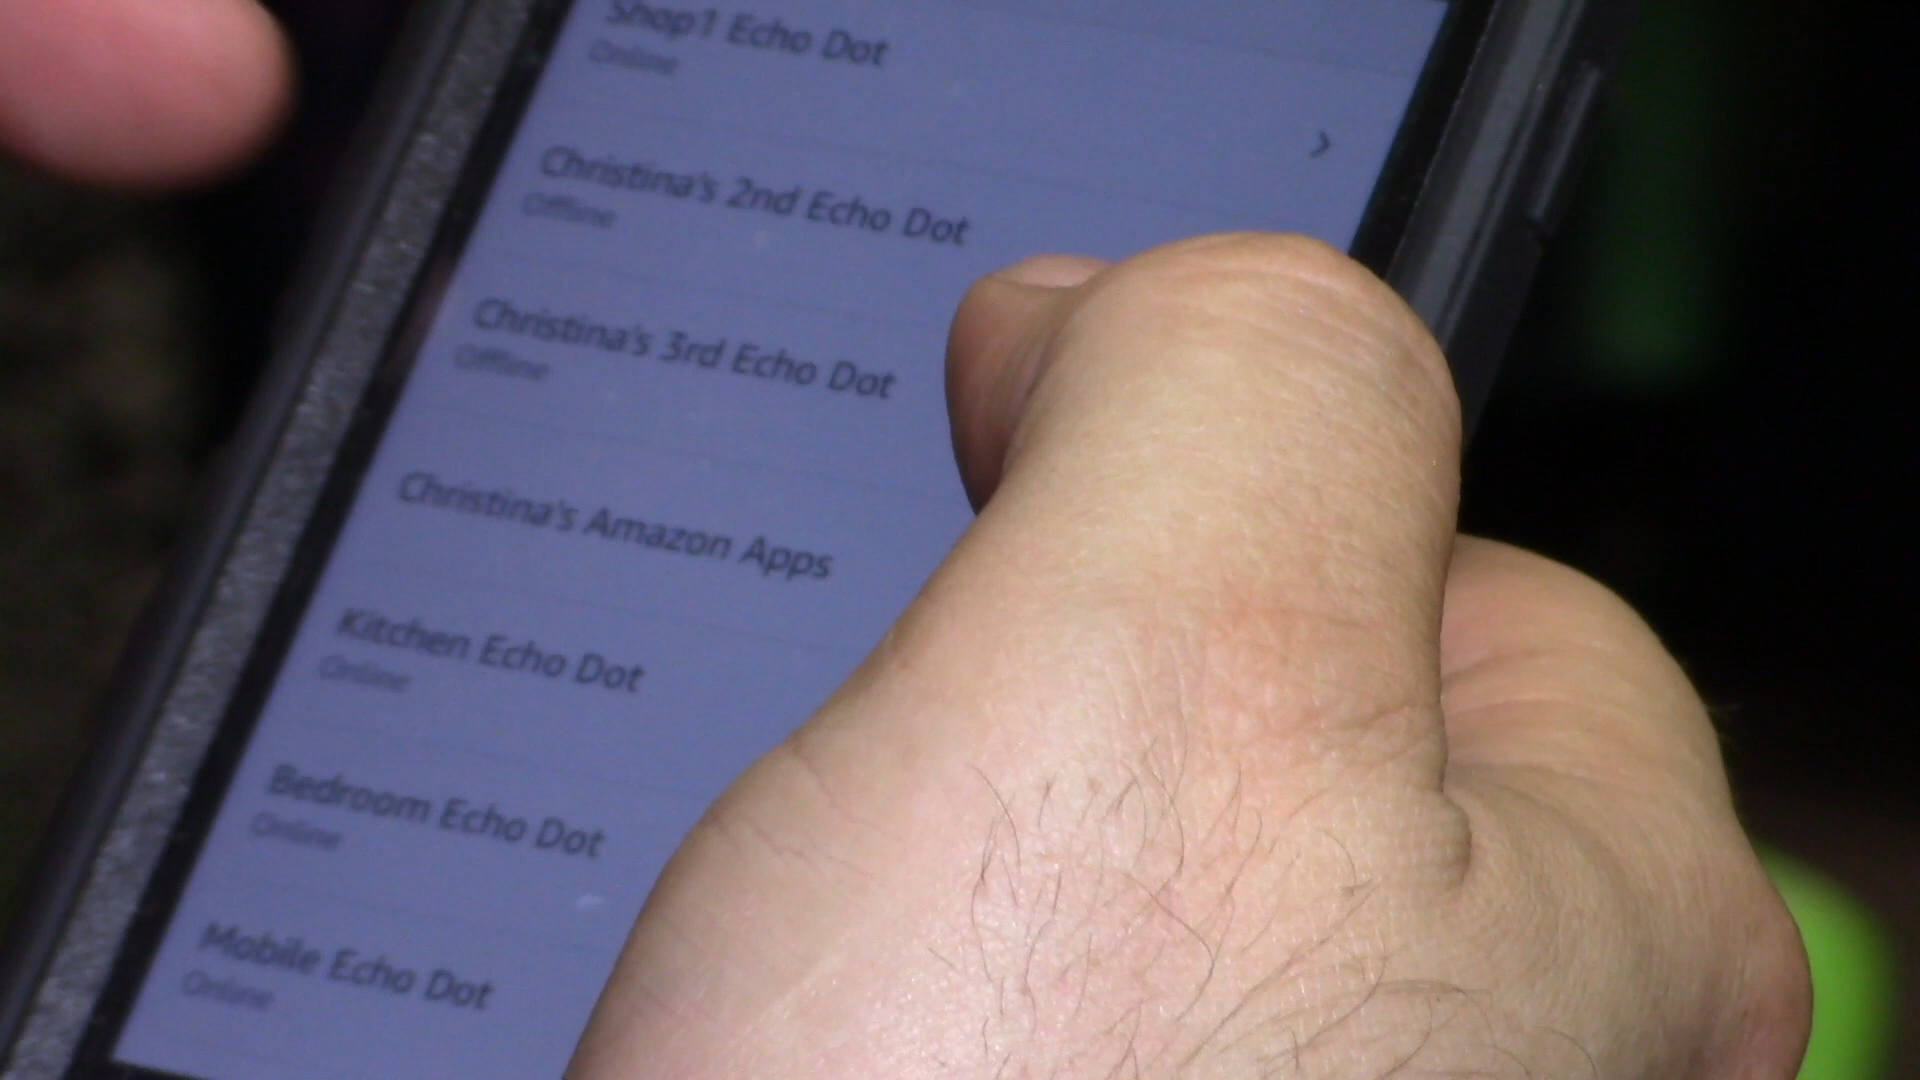 Shop1 Echo Dot
Online
Christina's 2nd Echo Dot
Offline
Christina's 3rd Echo Dot
Offline
Christina's Amazon Apps
Kitchen Echo Dot
Online
Bedroom Echo Dot
Online
Mobile Echo Dot
Online